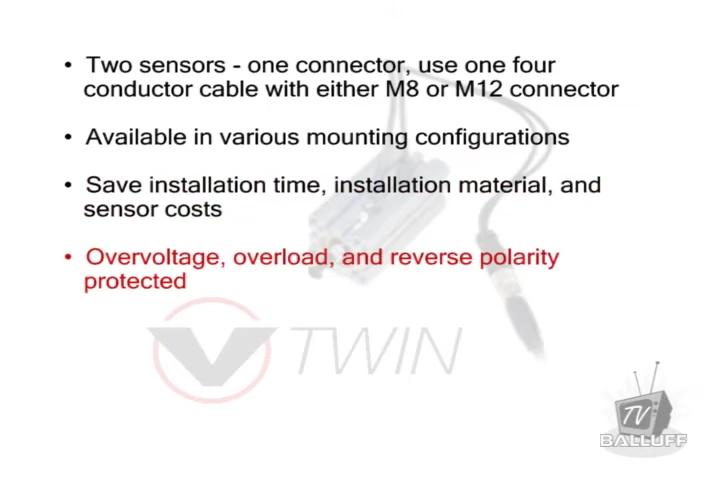 • Two sensors - one connector, use one four
conductor cable with either M8 or M12 connector
• Available in various mounting configurations
• Save installation time, installation material, and
sensor costs
• Overvoltage, overload, and reverse polarity
protected
V TWIN
TV
BALLUFF